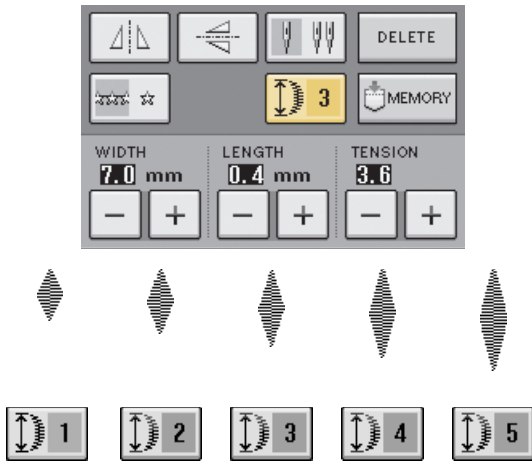 DELETE
3 MEMORY
WIDTH LENGTH TENSION
7.0 mm 0.4 mm 3.6
− + − + − +
1 2 3 4 5